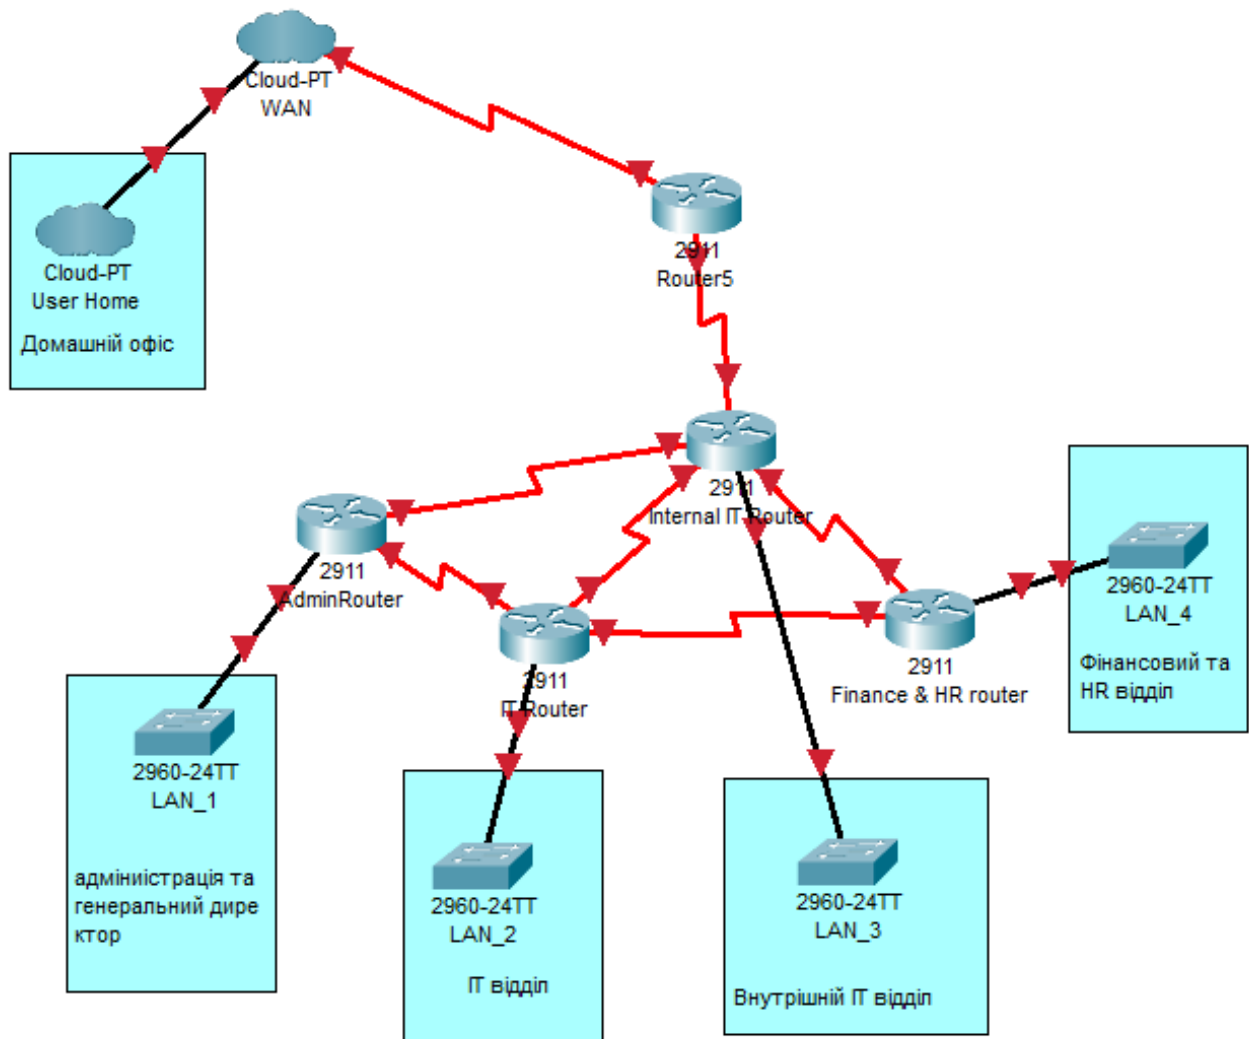 Cloud-PT
WAN
Cloud-PT
User Home
Домашній офіс
2911
Router5
2911
Internal IT Router
2911
AdminRouter
2911
IT Router
2911
Finance & HR router
2960-24TT
LAN_4
Фінансовий та
HR відділ
2960-24TT
LAN_1
адмініистрація та
генеральний дире
ктор
2960-24TT
LAN_2
ІТ відділ
2960-24TT
LAN_3
Внутрішній ІТ відділ